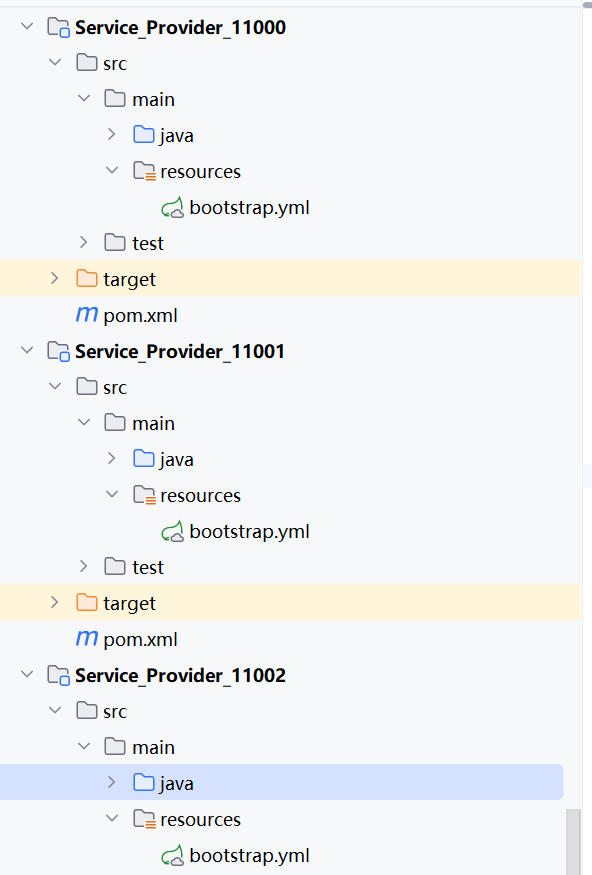 Service_Provider_11000
src
main
java
resources
bootstrap.yml
test
target
m pom.xml
Service_Provider_11001
src
main
java
resources
bootstrap.yml
test
target
m pom.xml
Service_Provider_11002
src
main
java
resources
bootstrap.yml